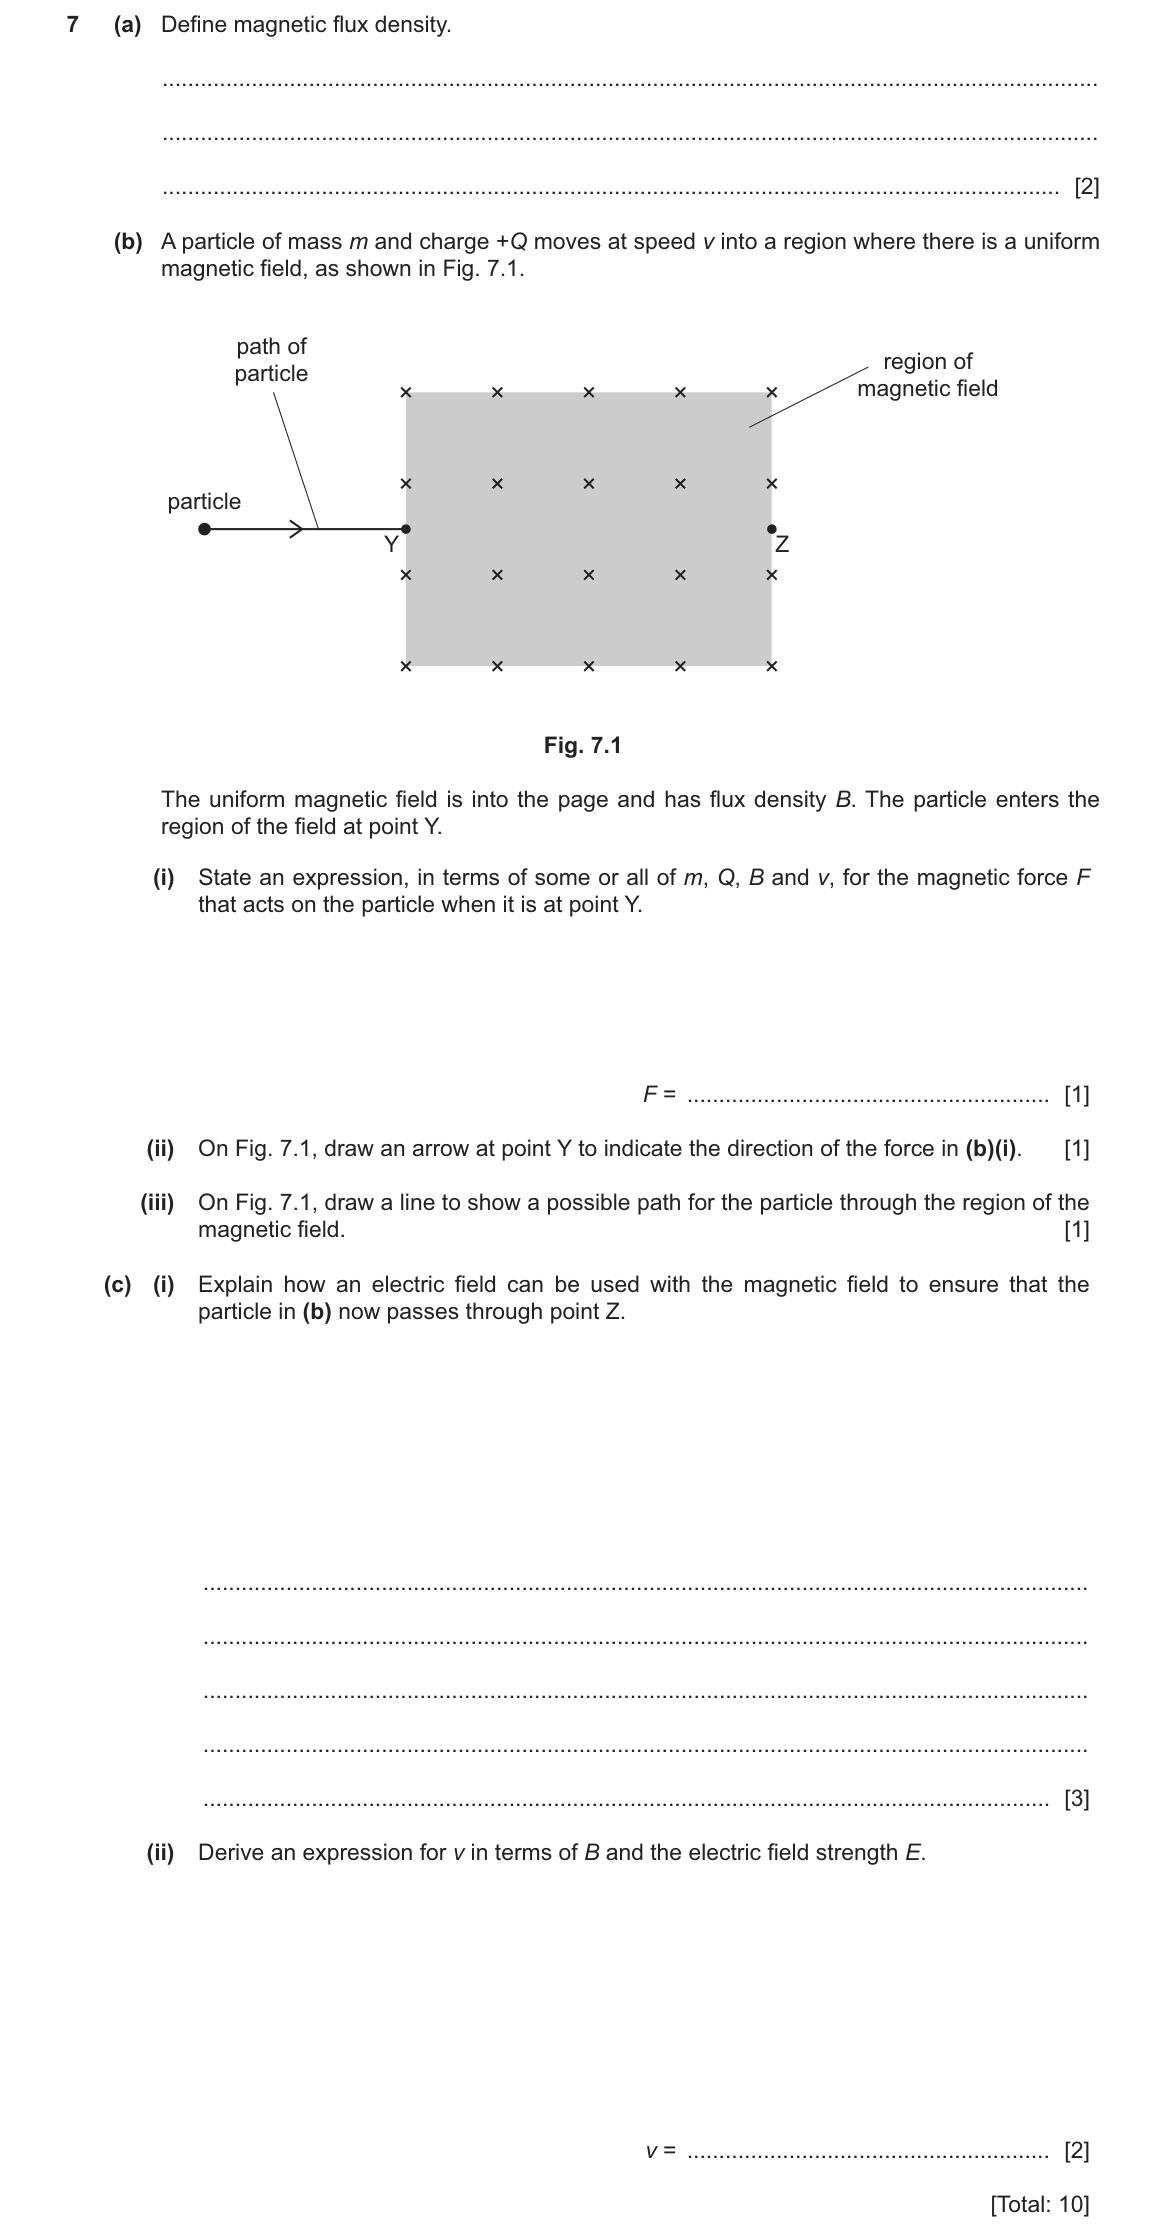 7 (a) Define magnetic flux density.
..........................................................................................................................................
..........................................................................................................................................
.................................................................................................................................... [2]
(b) A particle of mass m and charge +Q moves at speed v into a region where there is a uniform
magnetic field, as shown in Fig. 7.1.
path of
particle
region of
magnetic field
× × × × ×
× × × × ×
particle
Y
Z
× × × × ×
× × × × ×
Fig. 7.1
The uniform magnetic field is into the page and has flux density B. The particle enters the
region of the field at point Y.
(i) State an expression, in terms of some or all of m, Q, B and v, for the magnetic force F
that acts on the particle when it is at point Y.
F = ......................................................... [1]
(ii) On Fig. 7.1, draw an arrow at point Y to indicate the direction of the force in (b)(i). [1]
(iii) On Fig. 7.1, draw a line to show a possible path for the particle through the region of the
magnetic field. [1]
(c) (i) Explain how an electric field can be used with the magnetic field to ensure that the
particle in (b) now passes through point Z.
..................................................................................................................................
..................................................................................................................................
..................................................................................................................................
..................................................................................................................................
............................................................................................................................ [3]
(ii) Derive an expression for v in terms of B and the electric field strength E.
v = ......................................................... [2]
[Total: 10]